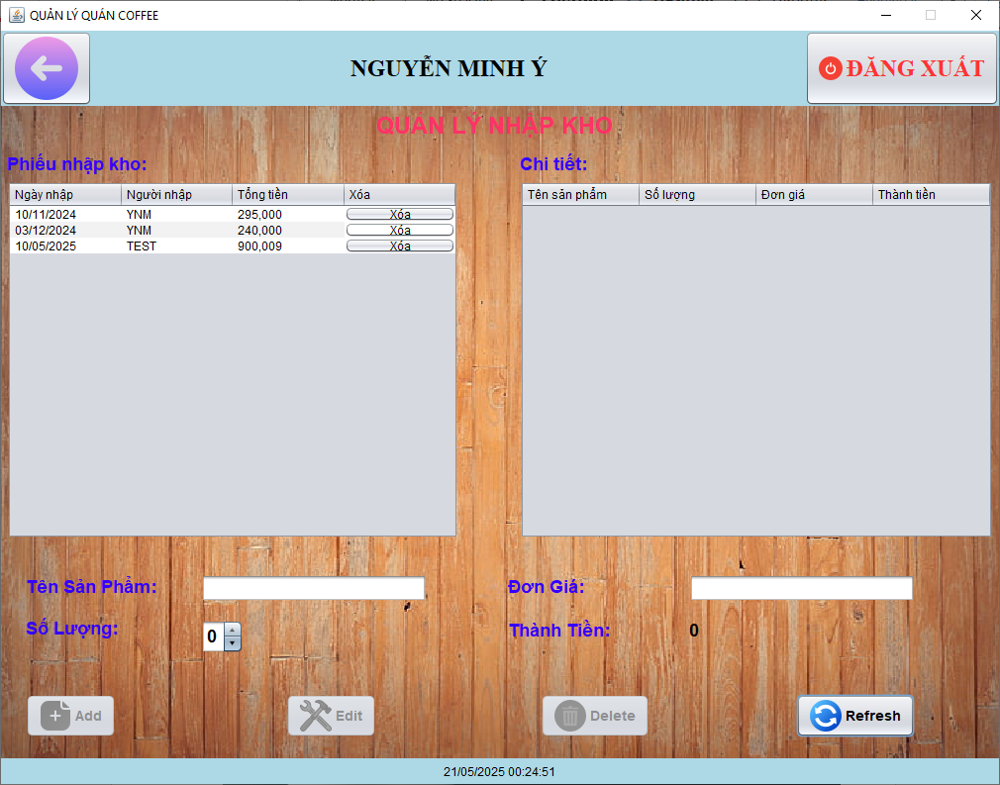 QUẢN LÝ QUÁN COFFEE
NGUYỄN MINH Ý
ĐĂNG XUẤT
QUẢN LÝ NHẬP KHO
Phiếu nhập kho:
Chi tiết:
Ngày nhập Người nhập Tổng tiền Xóa
10/11/2024 YNM 295,000 Xóa
03/12/2024 YNM 240,000 Xóa
10/05/2025 TEST 900,009 Xóa
Tên sản phẩm Số lượng Đơn giá Thành tiền
Tên Sản Phẩm:
Đơn Giá:
Số Lượng: 0
Thành Tiền: 0
Add
Edit
Delete
Refresh
21/05/2025 00:24:51